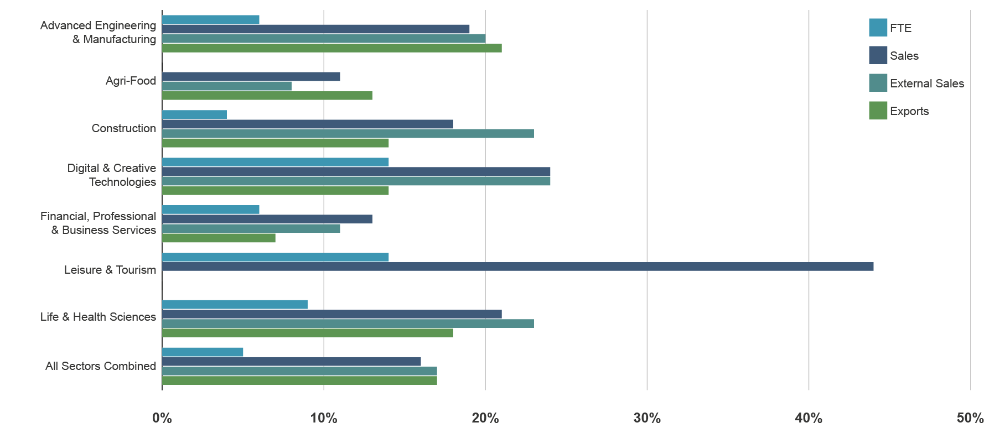 Advanced Engineering
& Manufacturing
Agri-Food
Construction
Digital & Creative
Technologies
Financial, Professional
& Business Services
Leisure & Tourism
Life & Health Sciences
All Sectors Combined
FTE
Sales
External Sales
Exports
0% 10% 20% 30% 40% 50%